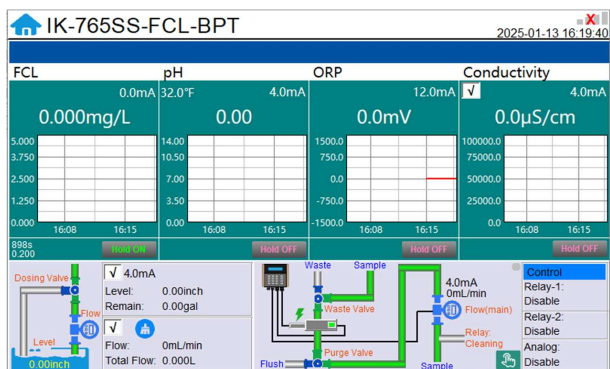 IK-765SS-FCL-BPT
2025-01-13 16:19:40
FCL pH ORP Conductivity
0.0mA 32.0°F 4.0mA 12.0mA √ 4.0mA
0.000mg/L 0.00 0.0mV 0.0µS/cm
5.000 14.00 1500.0 100000.0
3.750 10.50 750.0 75000.0
2.500 7.00 0.0 50000.0
1.250 3.50 -750.0 25000.0
0.000 0.00 -1500.0 0.0
16:08 16:15 16:08 16:15 16:08 16:15 16:08 16:15
898s
0.200
Hold ON Hold OFF Hold OFF Hold OFF
Dosing Valve
Flow
Level
0.00inch
√ 4.0mA
Level: 0.00inch
Remain: 0.00gal
√
Flow: 0mL/min
Total Flow: 0.000L
Waste Sample
Waste Valve
Purge Valve
Flush
4.0mA
0mL/min
Flow(main)
Relay:
Cleaning
Sample
Control
Relay-1:
Disable
Relay-2:
Disable
Analog:
Disable